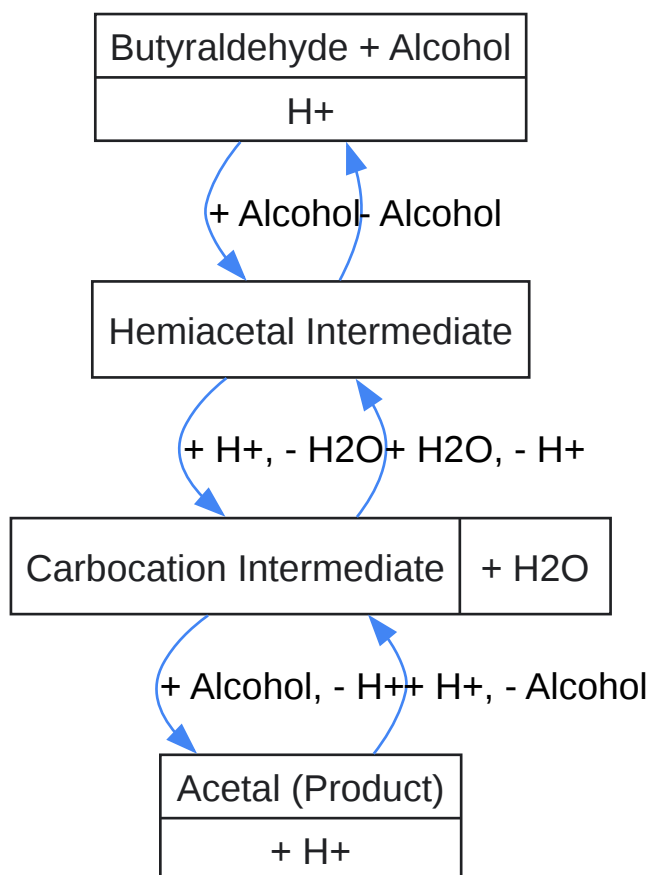 Butyraldehyde + Alcohol
H+
+ Alcohol
- Alcohol
Hemiacetal Intermediate
+ H+, - H2O
+ H2O, - H+
Carbocation Intermediate
+ H2O
+ Alcohol, - H+
+ H+, - Alcohol
Acetal (Product)
+ H+